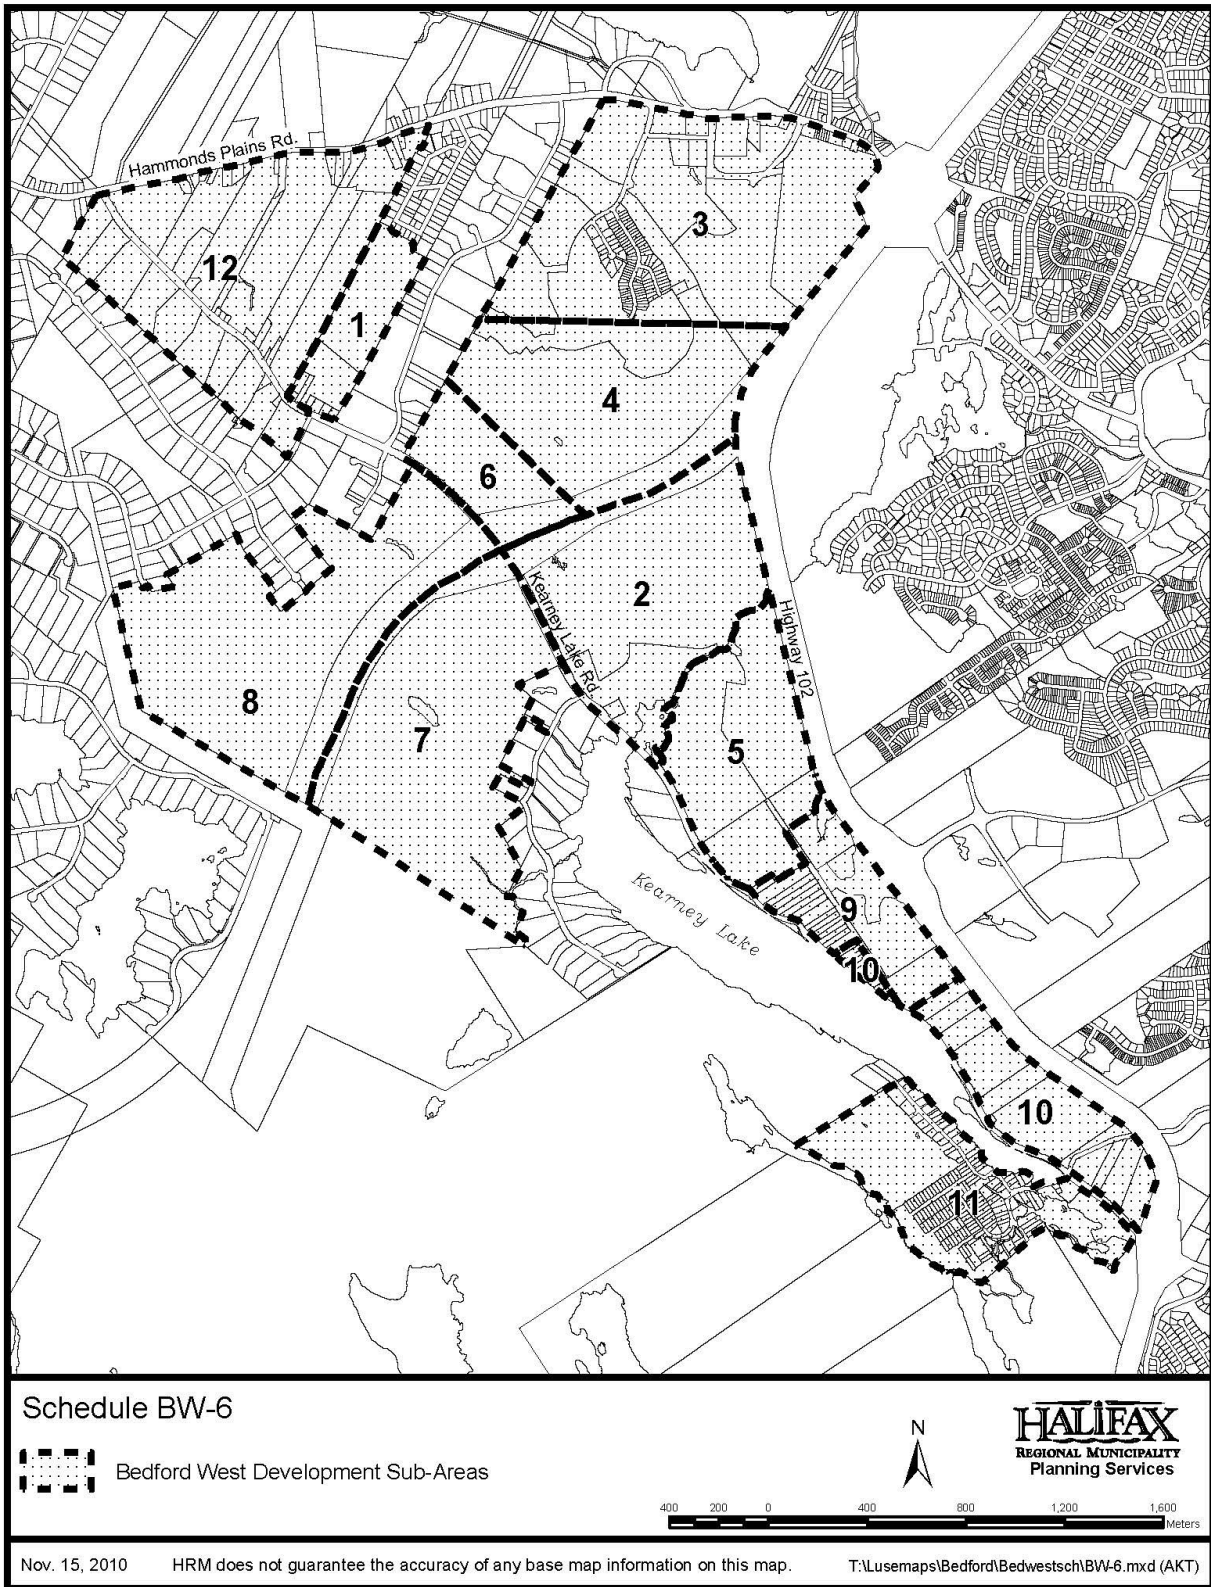 Hammonds Plains Rd.
3
12
1
4
6
2
Kearney Lake Rd.
Highway 102
8
7
5
Kearney Lake
9
10
10
11
Schedule BW-6
Bedford West Development Sub-Areas
N
HALIFAX
REGIONAL MUNICIPALITY
Planning Services
400 200 0 400 800 1,200 1,600
Meters
Nov. 15, 2010 HRM does not guarantee the accuracy of any base map information on this map. T:\Lusemaps\Bedford\Bedwestsch\BW-6.mxd (AKT)